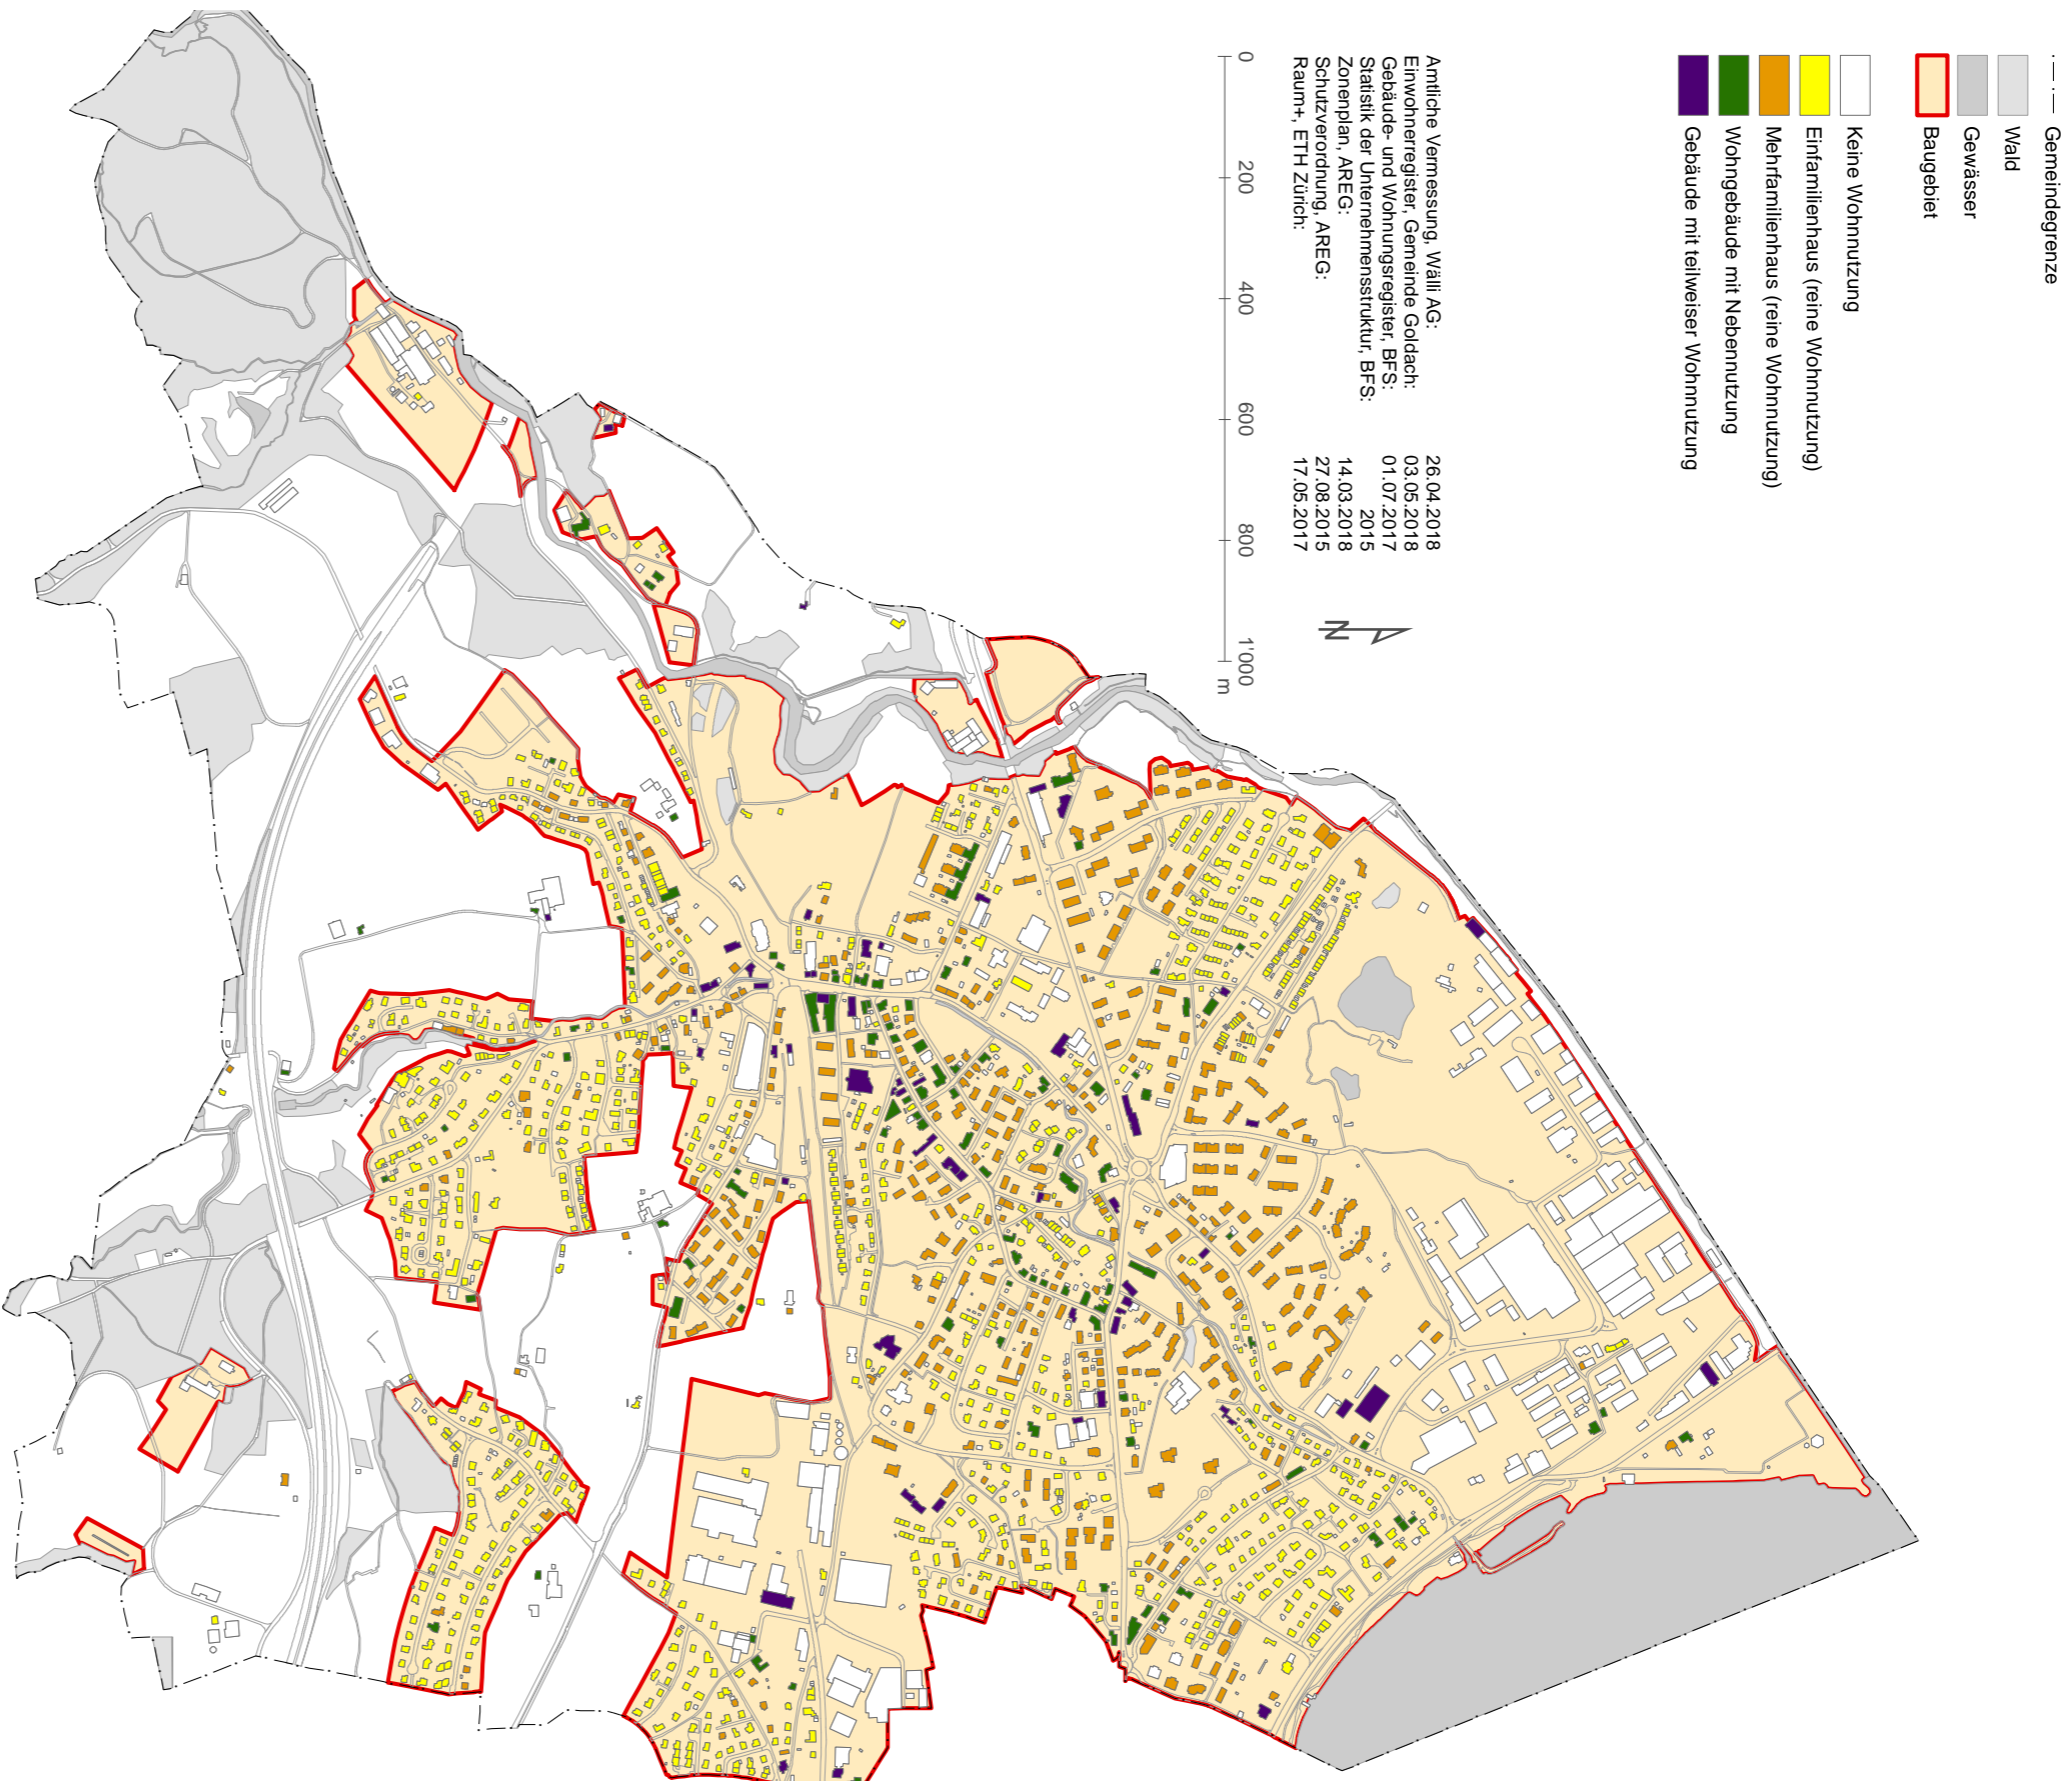 Gemeindegrenze
Wald
Gewässer
Baugebiet
Keine Wohnnutzung
Einfamilienhaus (reine Wohnnutzung)
Mehrfamilienhaus (reine Wohnnutzung)
Wohngebäude mit Nebennutzung
Gebäude mit teilweiser Wohnnutzung
Amtliche Vermessung, Wälli AG: 26.04.2018
Einwohnerregister, Gemeinde Goldach: 03.05.2018
Gebäude- und Wohnungsregister, BFS: 01.07.2017
Statistik der Unternehmensstruktur, BFS: 2015
Zonenplan, AREG: 14.03.2018
Schutzverordnung, AREG: 27.08.2015
Raum+, ETH Zürich: 17.05.2017
N
0 200 400 600 800 1'000
m